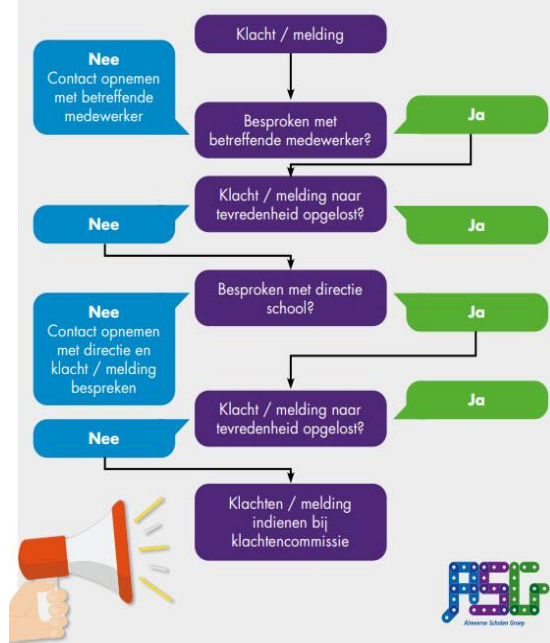 Klacht / melding
Nee
Contact opnemen
met betreffende
medewerker
Besproken met
betreffende medewerker?
Ja
Klacht / melding naar
tevredenheid opgelost?
Nee
Ja
Besproken met directie
school?
Nee
Contact opnemen
met directie en
klacht / melding
bespreken
Ja
Klacht / melding naar
tevredenheid opgelost?
Ja
Nee
Klachten / melding
indienen bij
klachtencommissie
ASG
Almeerse Scholen Groep